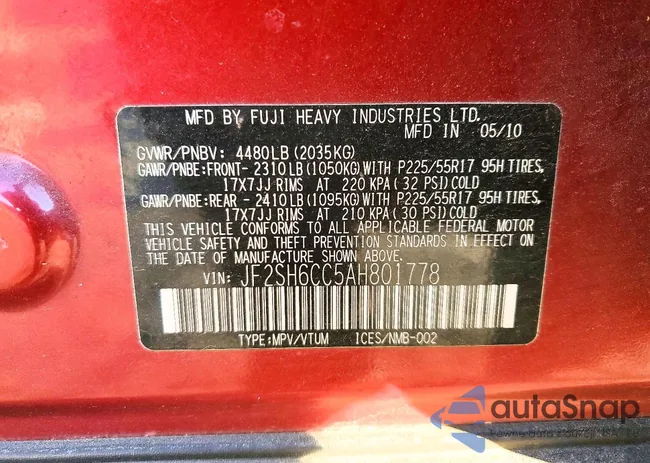 MFD BY FUJI HEAVY INDUSTRIES LTD.
MFD IN 05/10
GVWR/PNBV: 4480LB(2035KG)
GAWR/PNBE:FRONT-2310LB(1050KG)WITH P225/55R17 95H TIRES,
17X7JJ RIMS AT 220 KPA(32 PSI)COLD
GAWR/PNBE:REAR -2410LB(1095KG)WITH P225/55R17 95H TIRES,
17X7JJ RIMS AT 210 KPA(30 PSI)COLD
THIS VEHICLE CONFORMS TO ALL APPLICABLE FEDERAL MOTOR
VEHICLE SAFETY AND THEFT PREVENTION STANDARDS IN EFFECT ON
THE DATE OF MANUFACTURE SHOWN ABOVE.
VIN: JF2SH6CC5AH801778
TYPE:MPV/VTUM ICES/NMB-002
autaSnap